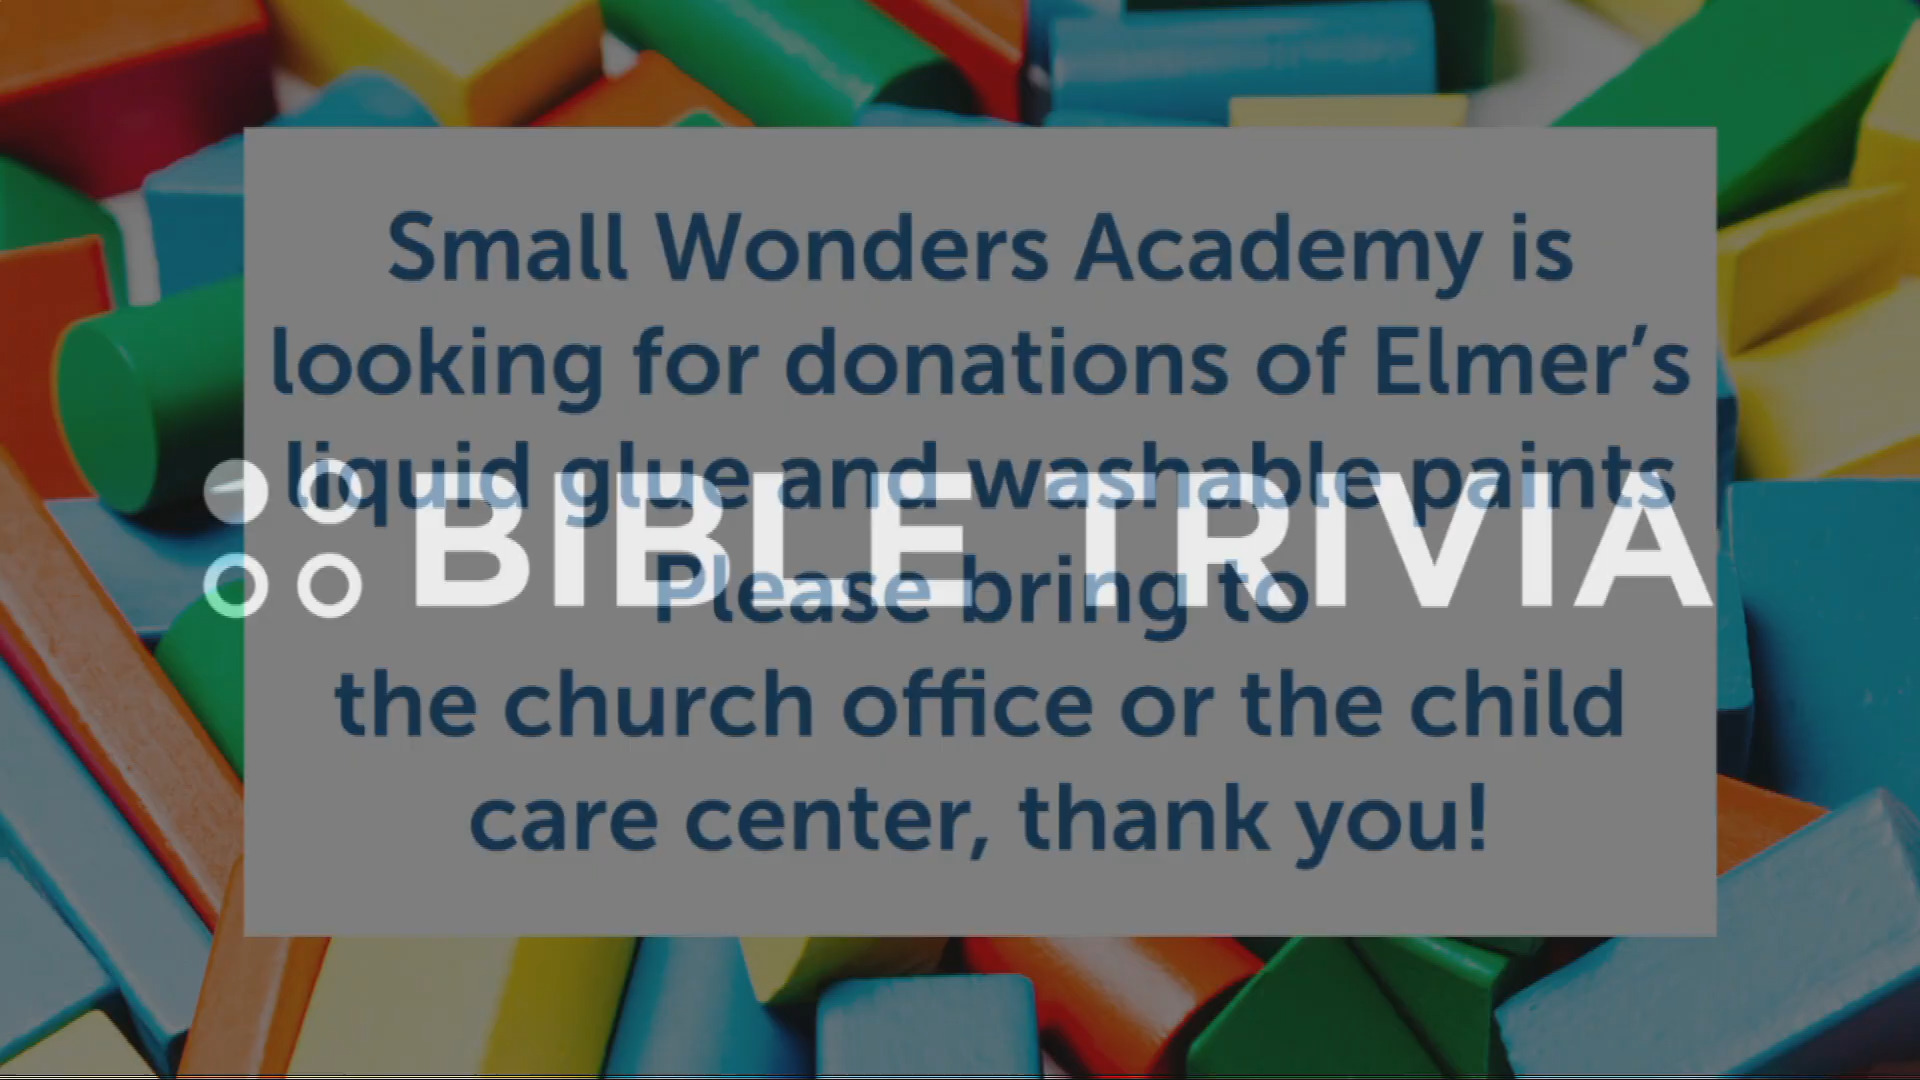 Small Wonders Academy is
looking for donations of Elmer’s
liquid glue and washable paints
BIBLE TRIVIA
Please bring to
the church office or the child
care center, thank you!